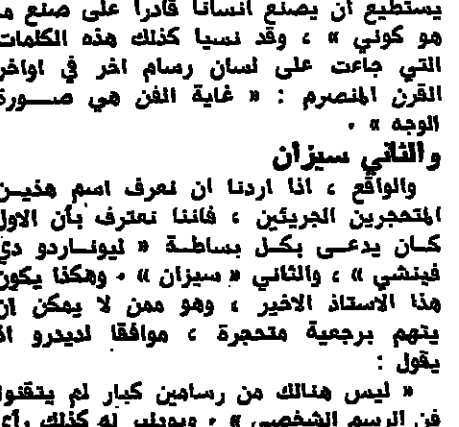 يستطيع ان يصنع انسانا قادرا على صنع ما
هو كوني » ، وقد نسيا كذلك هذه الكلمات
التي جاءت على لسان رسام اخر في اواخر
القرن المنصرم : « غاية الفن هي صورة
الوجه » .
والثاني سيزان
والواقع ، اذا اردنا ان نعرف اسم هذين
المتحجرين الجريئين ، فاننا نعترف بأن الاول
كان يدعى بكل بساطة « ليوناردو دي
فينشي » ، والثاني « سيزان » . وهكذا يكون
هذا الاستاذ الاخير ، وهو ممن لا يمكن ان
يتهم برجعية متحجرة ، موافقا لديدرو اذ
يقول :
« ليس هنالك من رسامين كبار لم يتقنوا
فن الرسم الشخصي » . وبودلير له كذلك رأي